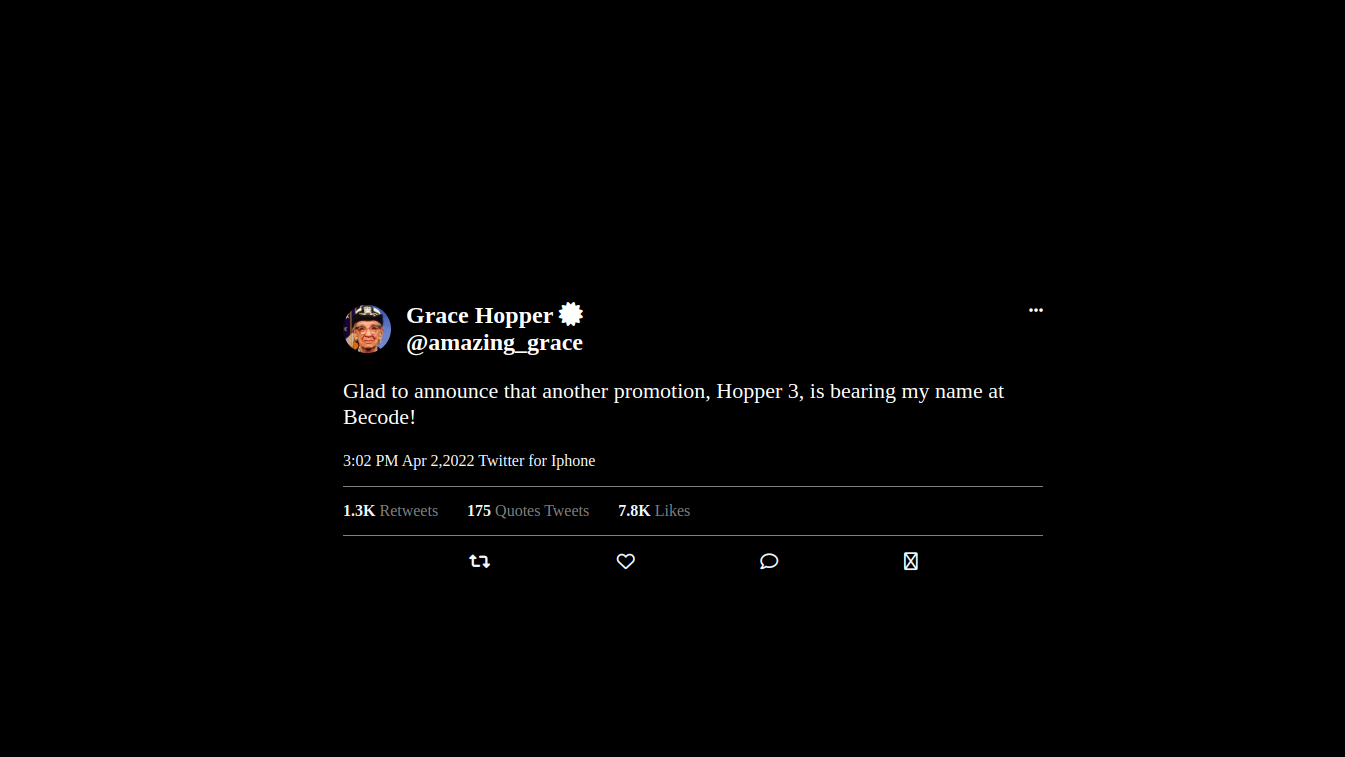 Grace Hopper
@amazing_grace
Glad to announce that another promotion, Hopper 3, is bearing my name at
Becode!
3:02 PM Apr 2,2022 Twitter for Iphone
1.3K Retweets 175 Quotes Tweets 7.8K Likes